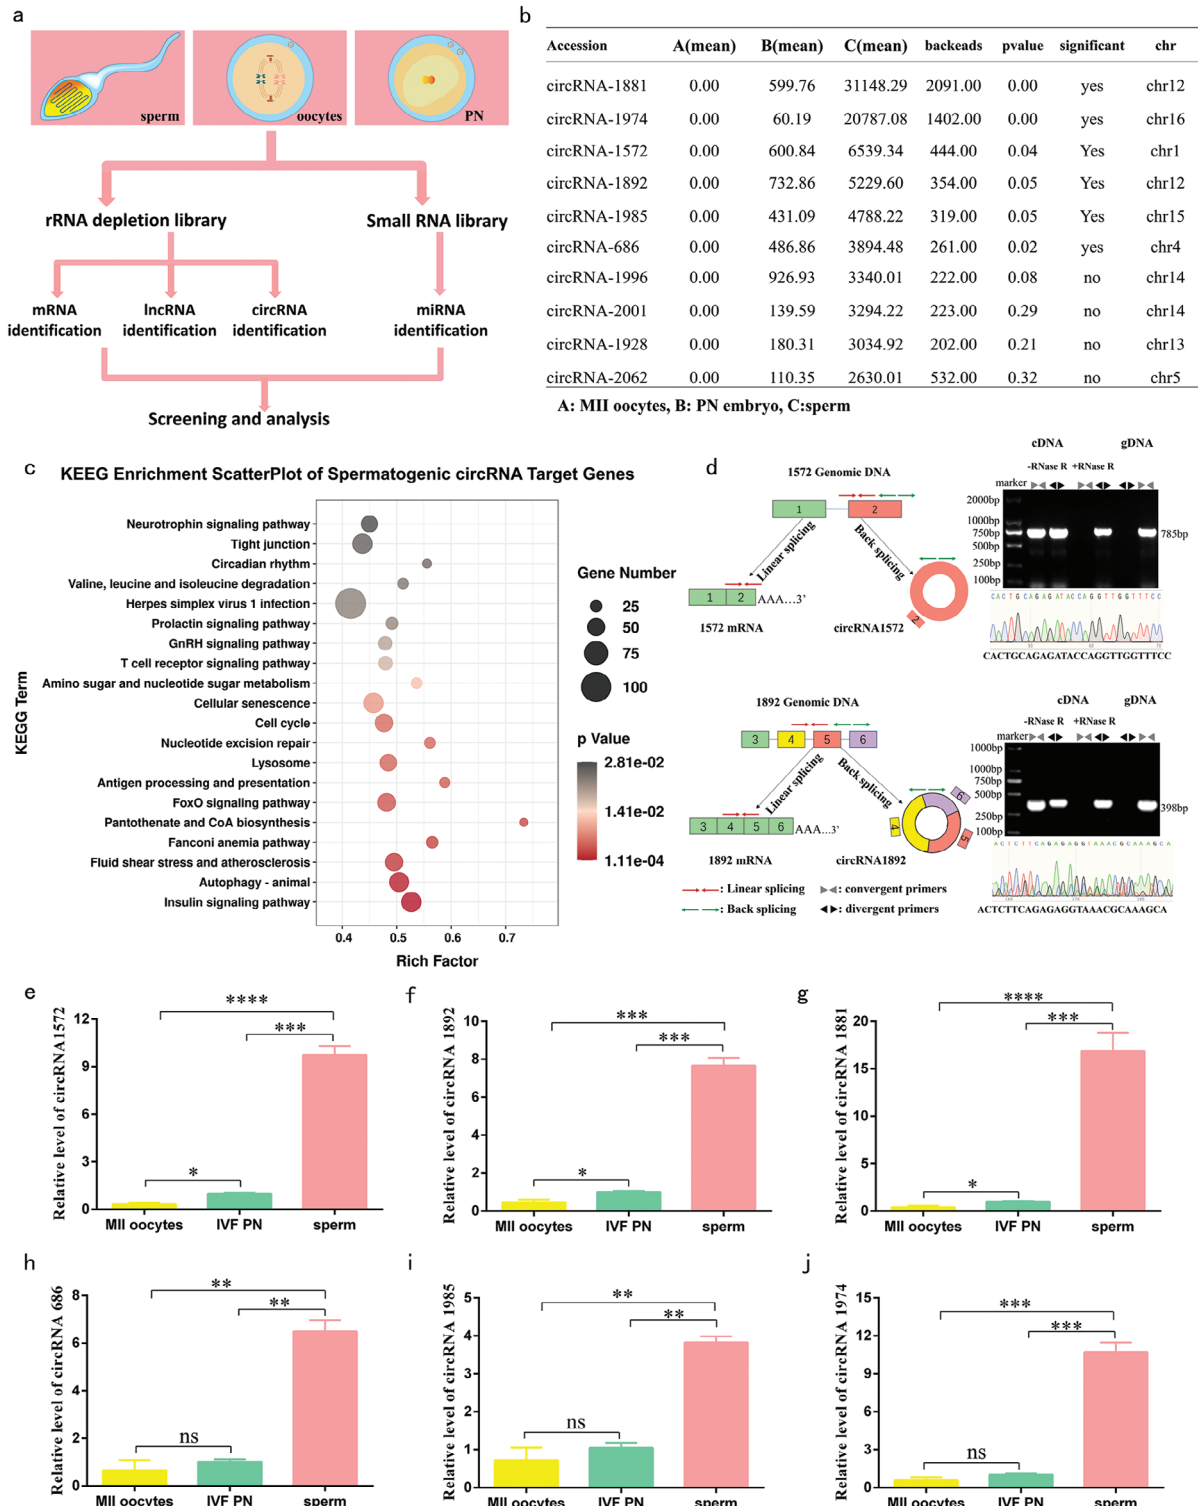 a
sperm
oocytes
PN
rRNA depletion library
Small RNA library
mRNA
identification
lncRNA
identification
circRNA
identification
miRNA
identification
Screening and analysis
b
Accession A(mean) B(mean) C(mean) backeads pvalue significant chr
circRNA-1881 0.00 599.76 31148.29 2091.00 0.00 yes chr12
circRNA-1974 0.00 60.19 20787.08 1402.00 0.00 yes chr16
circRNA-1572 0.00 600.84 6539.34 444.00 0.04 Yes chr1
circRNA-1892 0.00 732.86 5229.60 354.00 0.05 Yes chr12
circRNA-1985 0.00 431.09 4788.22 319.00 0.05 Yes chr15
circRNA-686 0.00 486.86 3894.48 261.00 0.02 yes chr4
circRNA-1996 0.00 926.93 3340.01 222.00 0.08 no chr14
circRNA-2001 0.00 139.59 3294.22 223.00 0.29 no chr14
circRNA-1928 0.00 180.31 3034.92 202.00 0.21 no chr13
circRNA-2062 0.00 110.35 2630.01 532.00 0.32 no chr5
A: MII oocytes, B: PN embryo, C:sperm
c
KEEG Enrichment ScatterPlot of Spermatogenic circRNA Target Genes
KEGG Term
Neurotrophin signaling pathway
Tight junction
Circadian rhythm
Valine, leucine and isoleucine degradation
Herpes simplex virus 1 infection
Prolactin signaling pathway
GnRH signaling pathway
T cell receptor signaling pathway
Amino sugar and nucleotide sugar metabolism
Cellular senescence
Cell cycle
Nucleotide excision repair
Lysosome
Antigen processing and presentation
FoxO signaling pathway
Pantothenate and CoA biosynthesis
Fanconi anemia pathway
Fluid shear stress and atherosclerosis
Autophagy - animal
Insulin signaling pathway
0.4 0.5 0.6 0.7
Rich Factor
Gene Number
25
50
75
100
p Value
2.81e-02
1.41e-02
1.11e-04
d
1572 Genomic DNA
1 2
Linear splicing
Back splicing
1 2 AAA...3'
1572 mRNA
2
circRNA1572
cDNA gDNA
-RNase R +RNase R
marker
2000bp
1000bp
750bp
500bp
250bp
100bp
785bp
CACTGCAGAGATACCAGGTTGGTTTCC
CACTGCAGAGATACCAGGTTGGTTTCC
1892 Genomic DNA
3 4 5 6
Linear splicing
Back splicing
3 4 5 6 AAA...3'
1892 mRNA
4
6
5
circRNA1892
cDNA gDNA
-RNase R +RNase R
marker
1000bp
1000bp
750bp
500bp
250bp
100bp
398bp
ACTCTTCAGAGAGGTAAACGCAAAGCA
ACTCTTCAGAGAGGTAAACGCAAAGCA
: Linear splicing
: convergent primers
: Back splicing
: divergent primers
e
Relative level of circRNA1572
12
9
6
3
0
****
***
*
MII oocytes IVF PN sperm
f
Relative level of circRNA 1892
10
8
6
4
2
0
***
***
*
MII oocytes IVF PN sperm
g
Relative level of circRNA 1881
20
15
10
5
0
****
***
*
MII oocytes IVF PN sperm
h
Relative level of circRNA 686
8
6
4
2
0
**
**
ns
MII oocytes IVF PN sperm
i
Relative level of circRNA 1985
5
4
3
2
1
0
**
**
ns
MII oocytes IVF PN sperm
j
Relative level of circRNA 1974
15
12
9
6
3
0
***
***
ns
MII oocytes IVF PN sperm